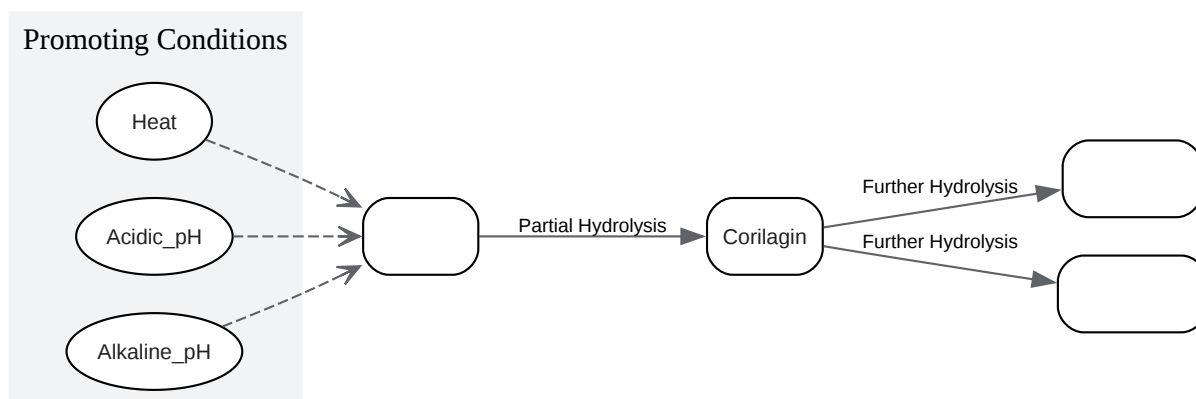 Promoting Conditions
Heat
Acidic_pH
Alkaline_pH
Partial Hydrolysis
Corilagin
Further Hydrolysis
Further Hydrolysis